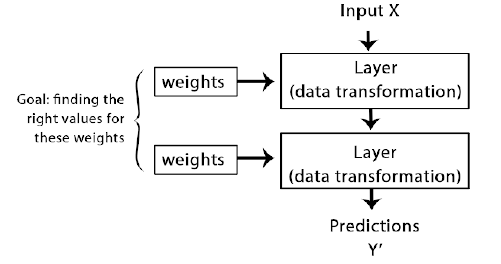 Input X
weights
Layer
(data transformation)
Goal: finding the
right values for
these weights
weights
Layer
(data transformation)
Predictions
Y'